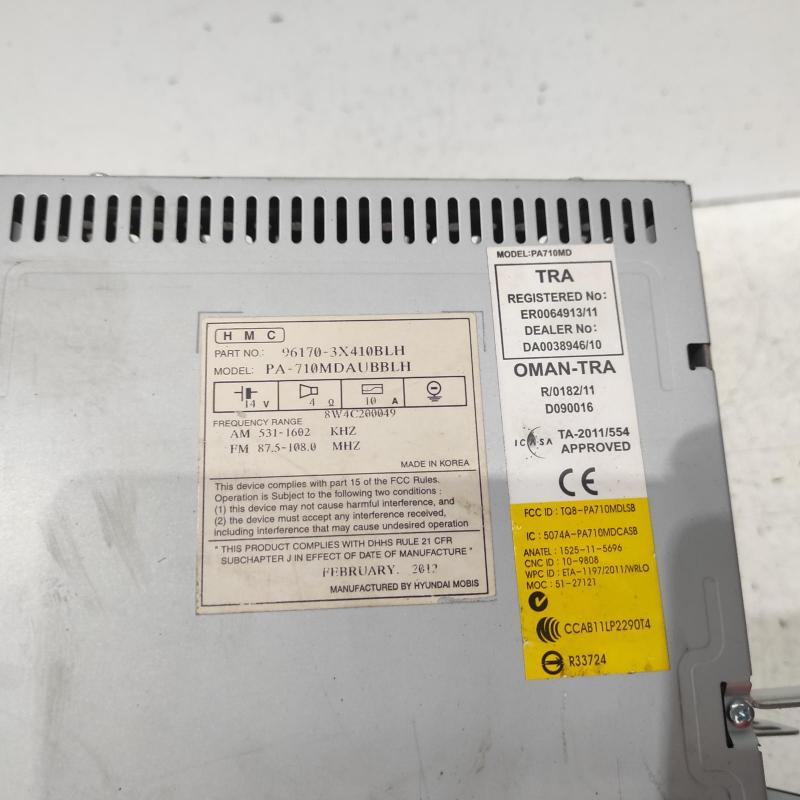 HMC
PART NO.: 96170-3X410BLH
MODEL: PA-710MDAUBBLH
14 V
4 Ω
10 A
8W4C200049
FREQUENCY RANGE
AM 531-1602 KHZ
FM 87.5-108.0 MHZ
MADE IN KOREA
This device complies with part 15 of the FCC Rules.
Operation is Subject to the following two conditions :
(1) this device may not cause harmful interference, and
(2) the device must accept any interference received,
including interference that may cause undesired operation
" THIS PRODUCT COMPLIES WITH DHHS RULE 21 CFR
SUBCHAPTER J IN EFFECT OF DATE OF MANUFACTURE "
FEBRUARY. 2012
MANUFACTURED BY HYUNDAI MOBIS
MODEL:PA710MD
TRA
REGISTERED No:
ER0064913/11
DEALER No:
DA0038946/10
OMAN-TRA
R/0182/11
D090016
ICASA
TA-2011/554
APPROVED
CE
FCC ID : TQ8-PA710MDLSB
IC : 5074A-PA710MDCASB
ANATEL : 1525-11-5696
CNC ID : 10-9808
WPC ID : ETA-1197/2011/WRLO
MOC : 51-27121
CCAB11LP2290T4
R33724